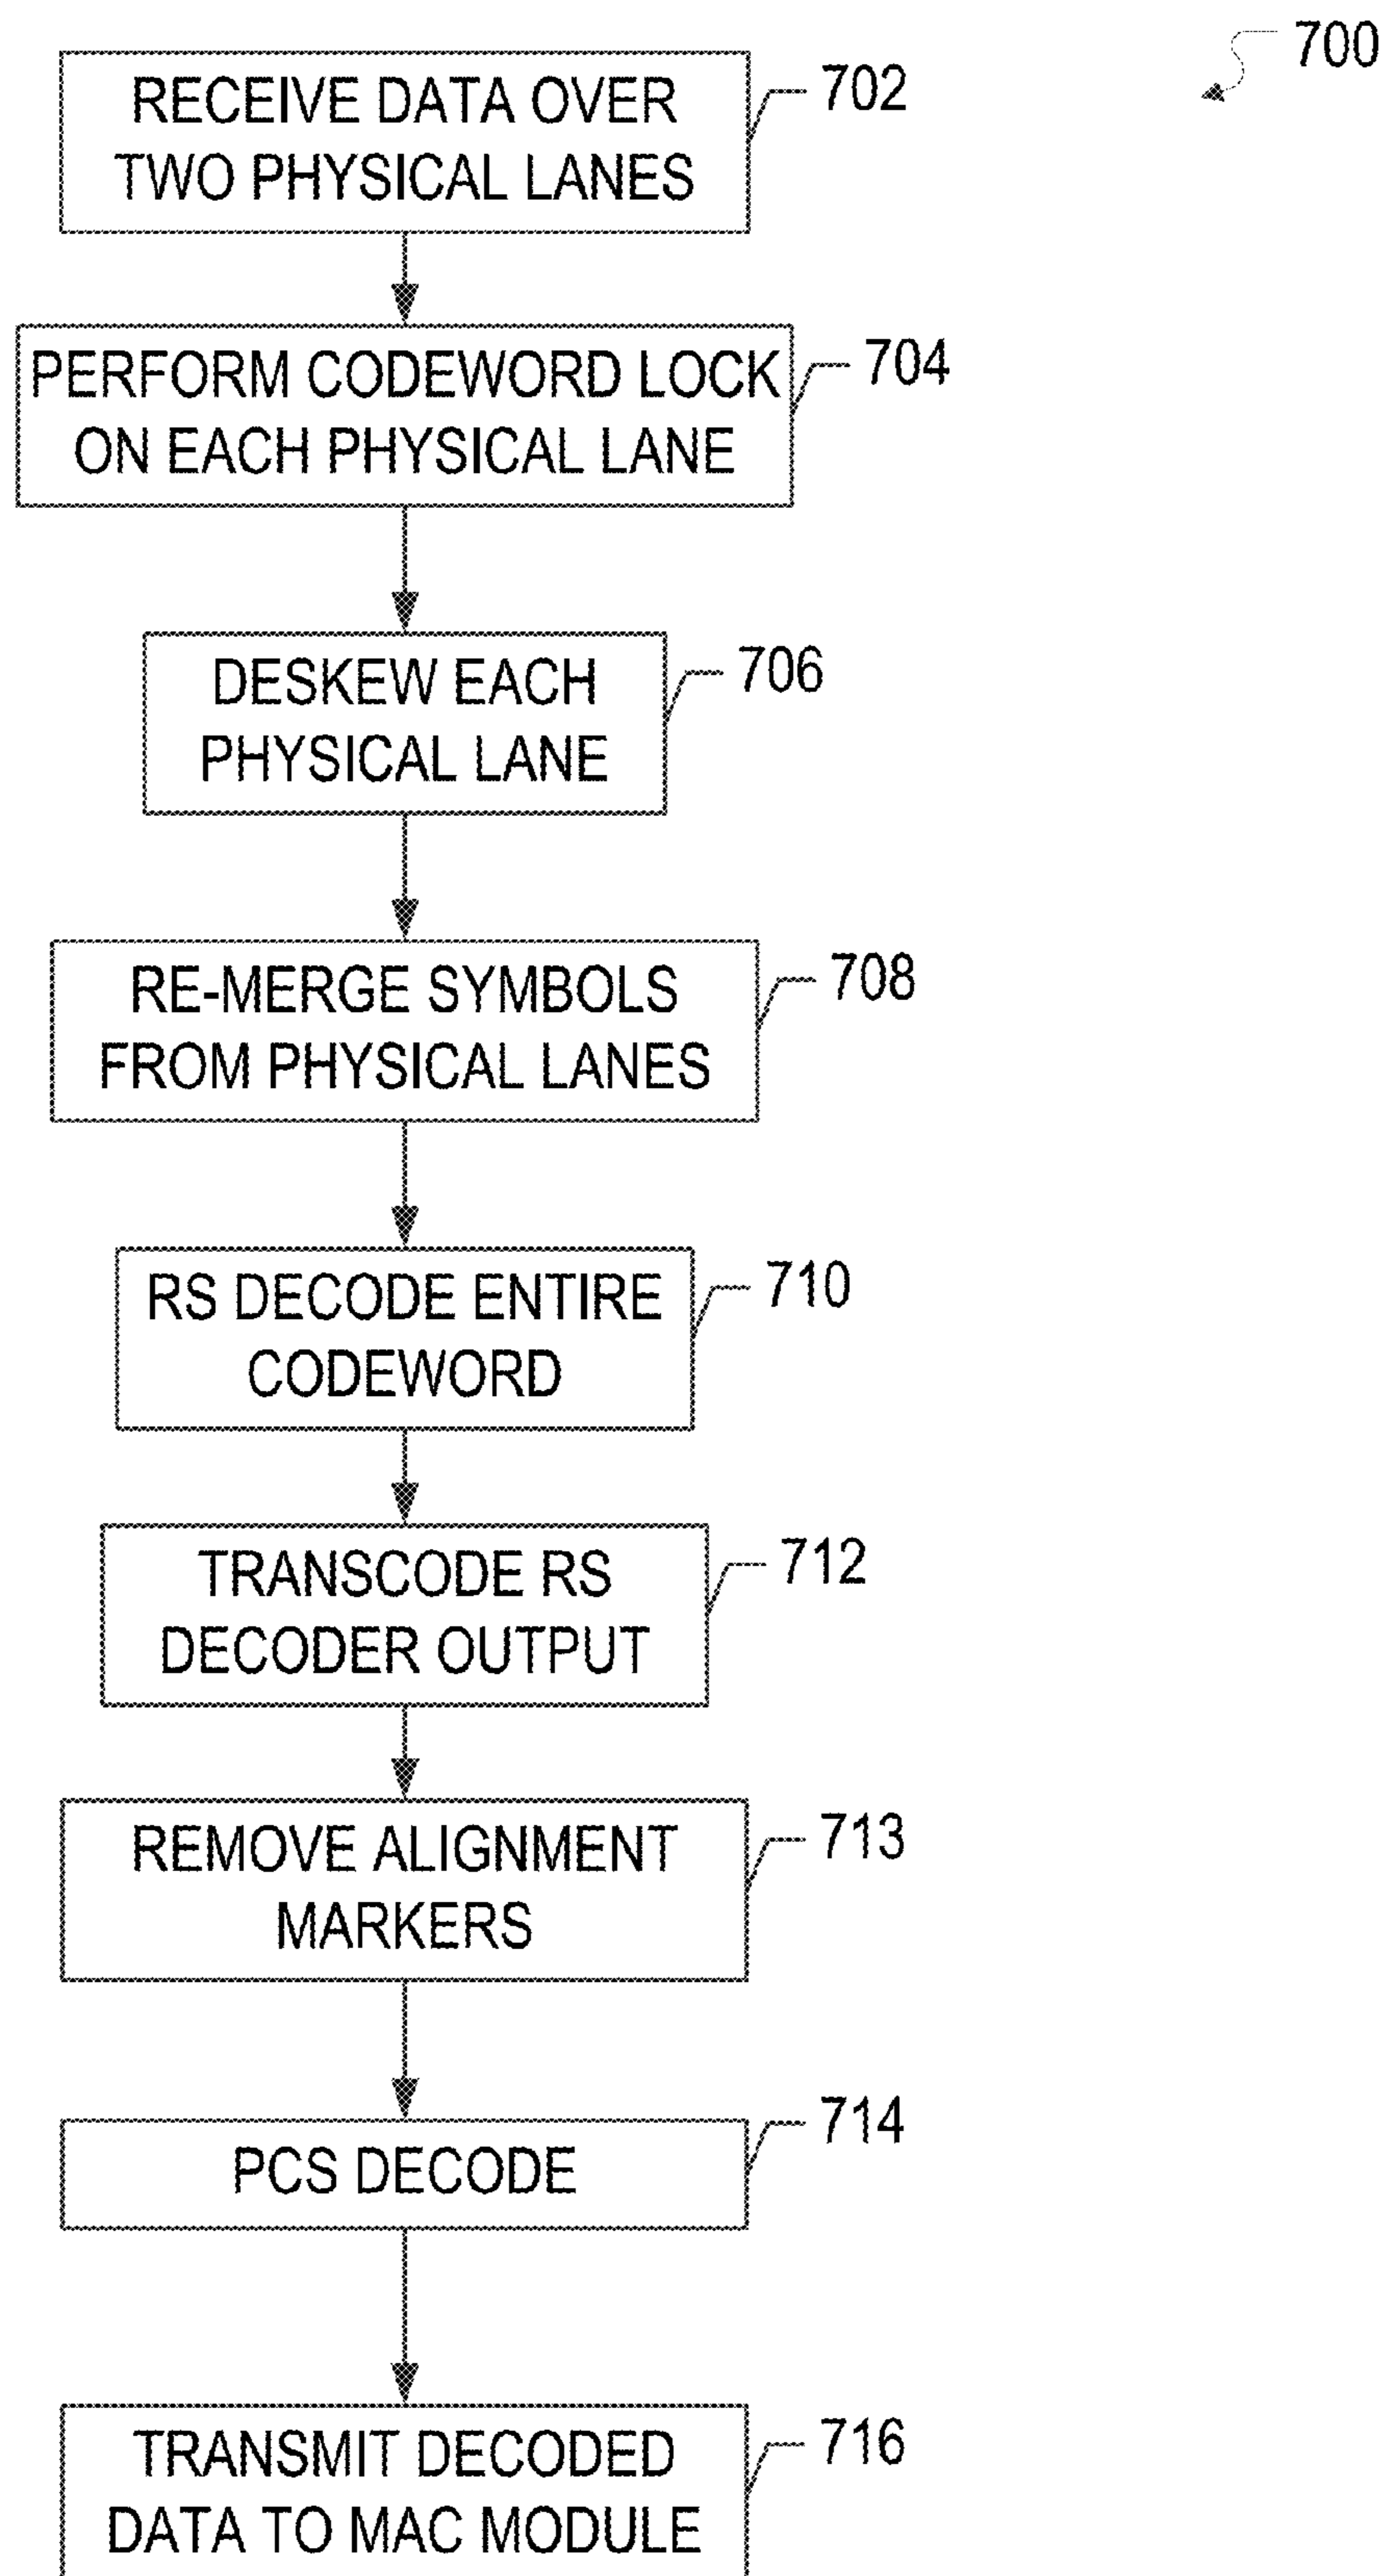 700
RECEIVE DATA OVER
TWO PHYSICAL LANES
702
PERFORM CODEWORD LOCK
ON EACH PHYSICAL LANE
704
DESKEW EACH
PHYSICAL LANE
706
RE-MERGE SYMBOLS
FROM PHYSICAL LANES
708
RS DECODE ENTIRE
CODEWORD
710
TRANSCODE RS
DECODER OUTPUT
712
REMOVE ALIGNMENT
MARKERS
713
PCS DECODE
714
TRANSMIT DECODED
DATA TO MAC MODULE
716